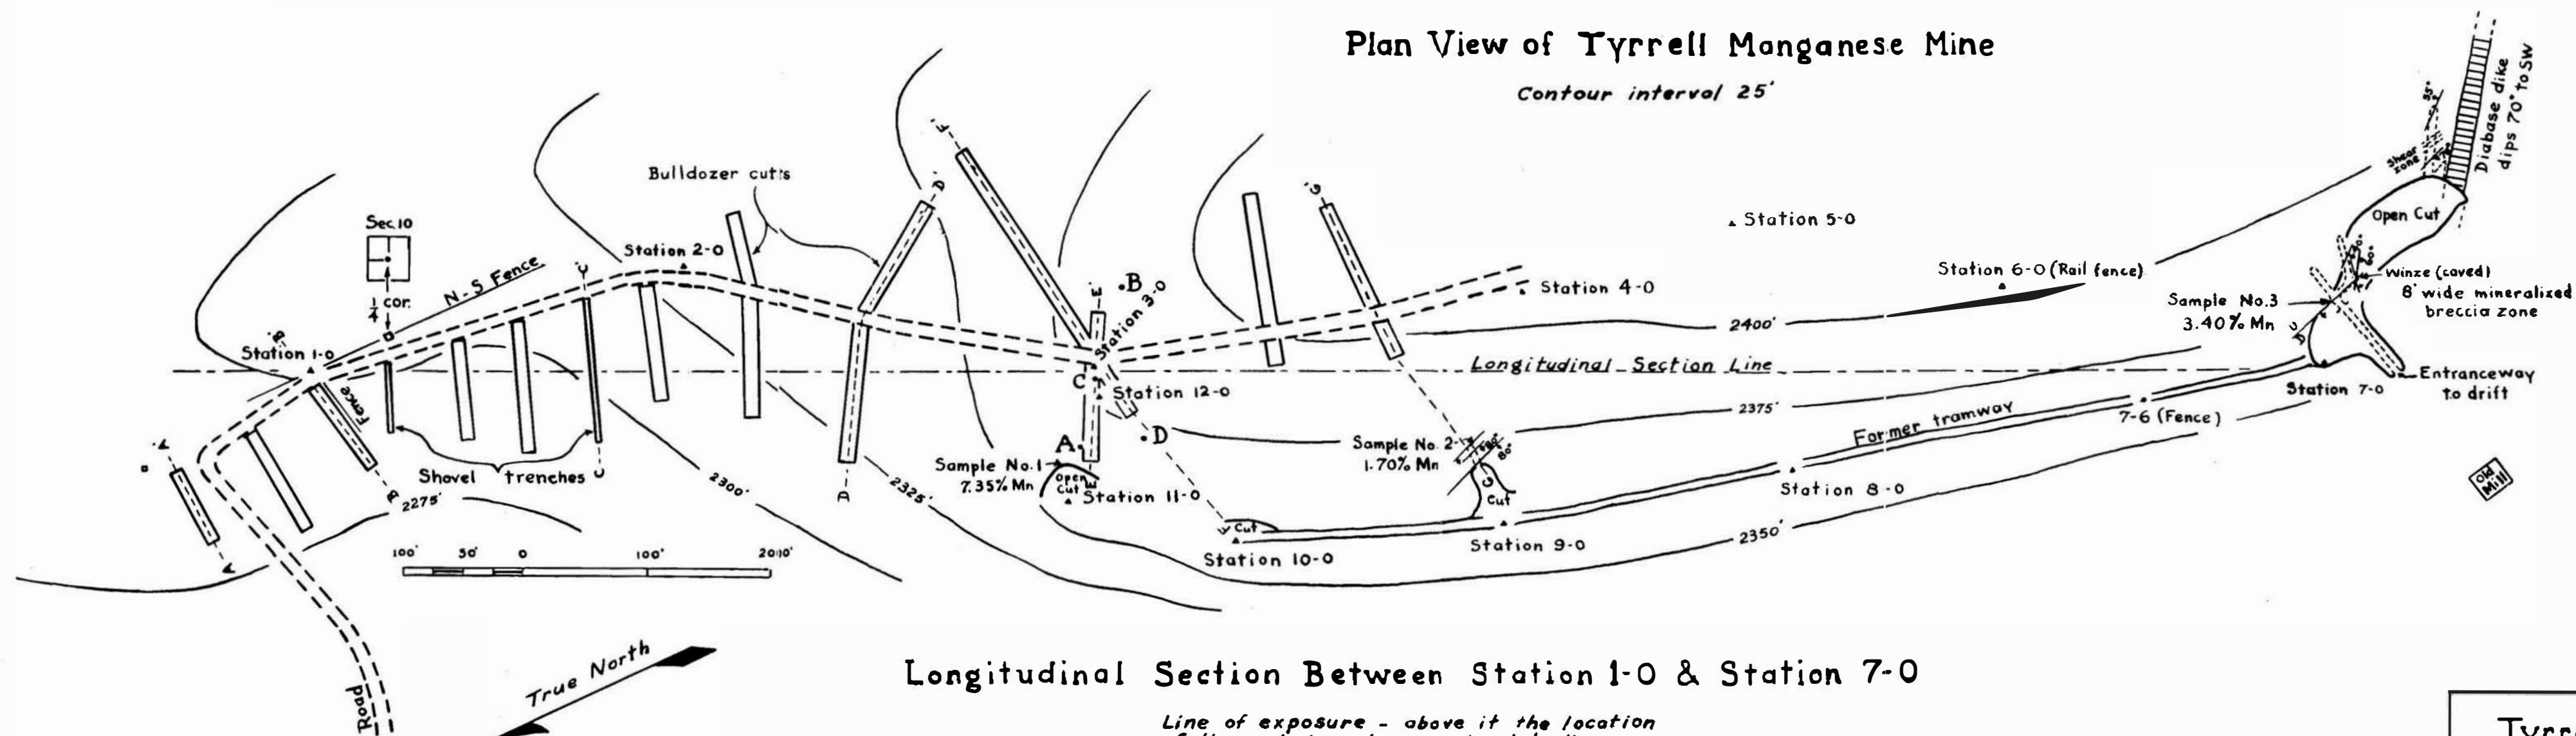 Plan View of Tyrrell Manganese Mine
Contour interval 25'
Diabase dike
dips 70° to SW
55°
Shear
zone
Open Cut
Bulldozer cuts
Sec. 10
1/4 cor.
N-S Fence
Station 2-0
Station 1-0
Fence
B'
C'
D'
F'
G'
E'
B
Station 3-0
Station 4-0
Station 5-0
Station 6-0 (Rail fence)
Winze (caved)
8' wide mineralized
breccia zone
Sample No. 3
3.40% Mn
2400'
Longitudinal Section Line
Entranceway
to drift
Station 7-0
C
Station 12-0
2375'
7-6 (Fence)
Former tramway
A
D
Sample No. 1
7.35% Mn
Open
Cut
Station 11-0
Sample No. 2
1.70% Mn
80°
G
Cut
Station 8-0
Old
Mill
Shovel trenches
A'
A
B
C
2275'
2300'
2325'
2350'
Cut
Station 10-0
Station 9-0
100' 50' 0 100' 200'
True North
Road
Longitudinal Section Between Station 1-0 & Station 7-0
Line of exposure - above it the location
Tyrr